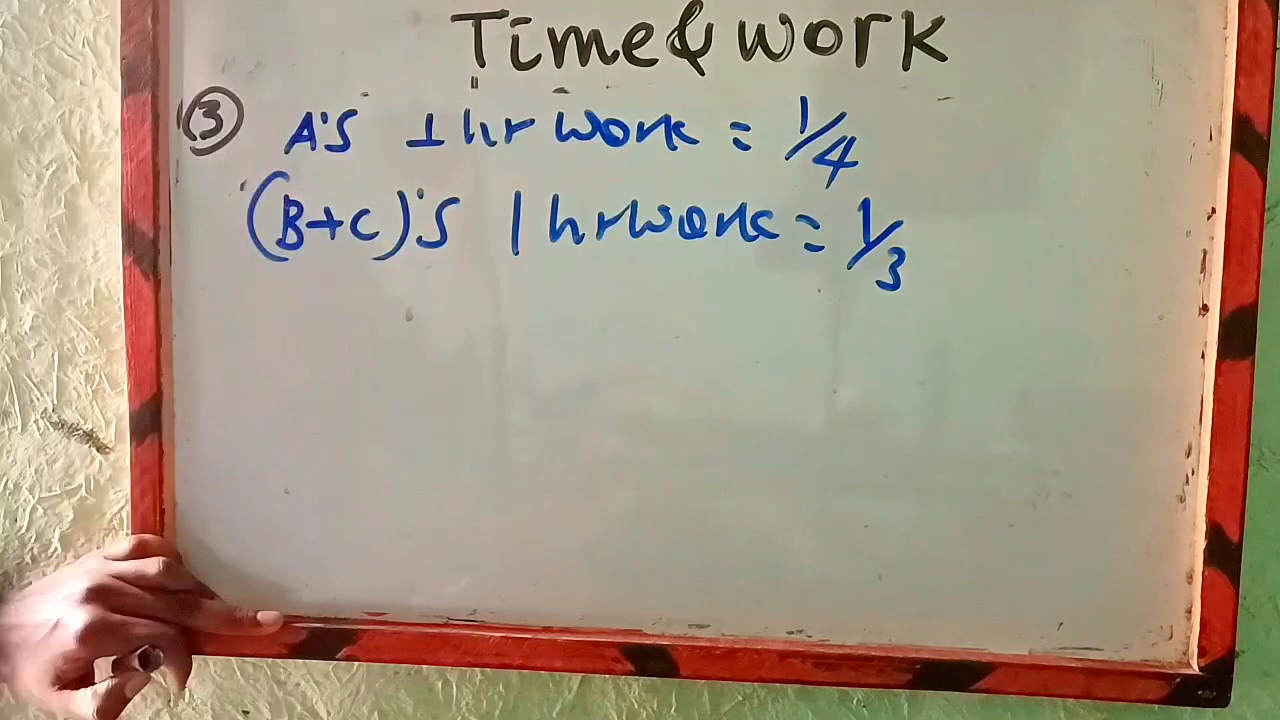 Time & work
③ A's 1 hr work = 1/4
(B+C)'s 1 hr work = 1/3